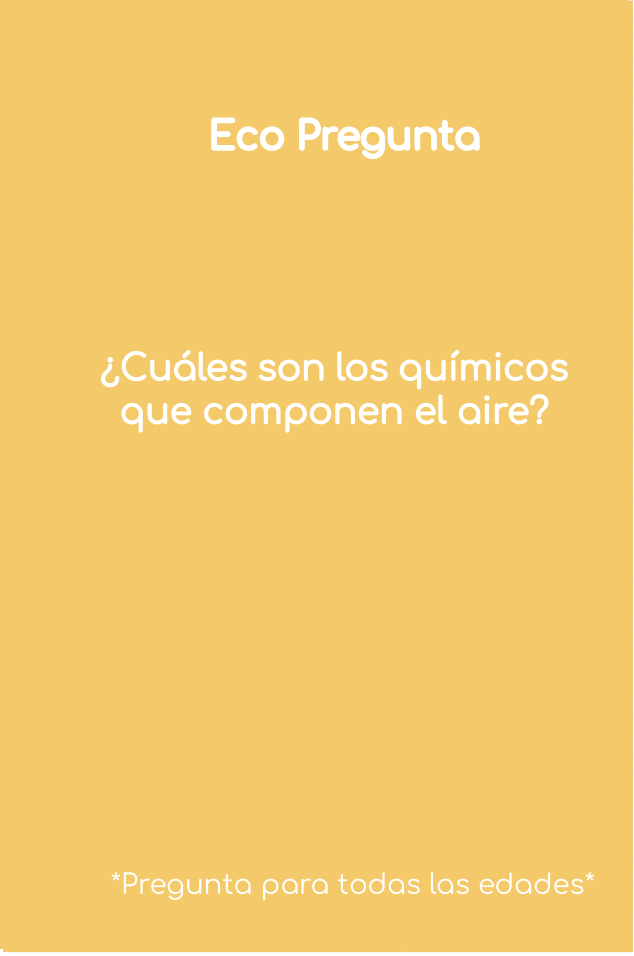 Eco Pregunta
¿Cuáles son los químicos
que componen el aire?
*Pregunta para todas las edades*